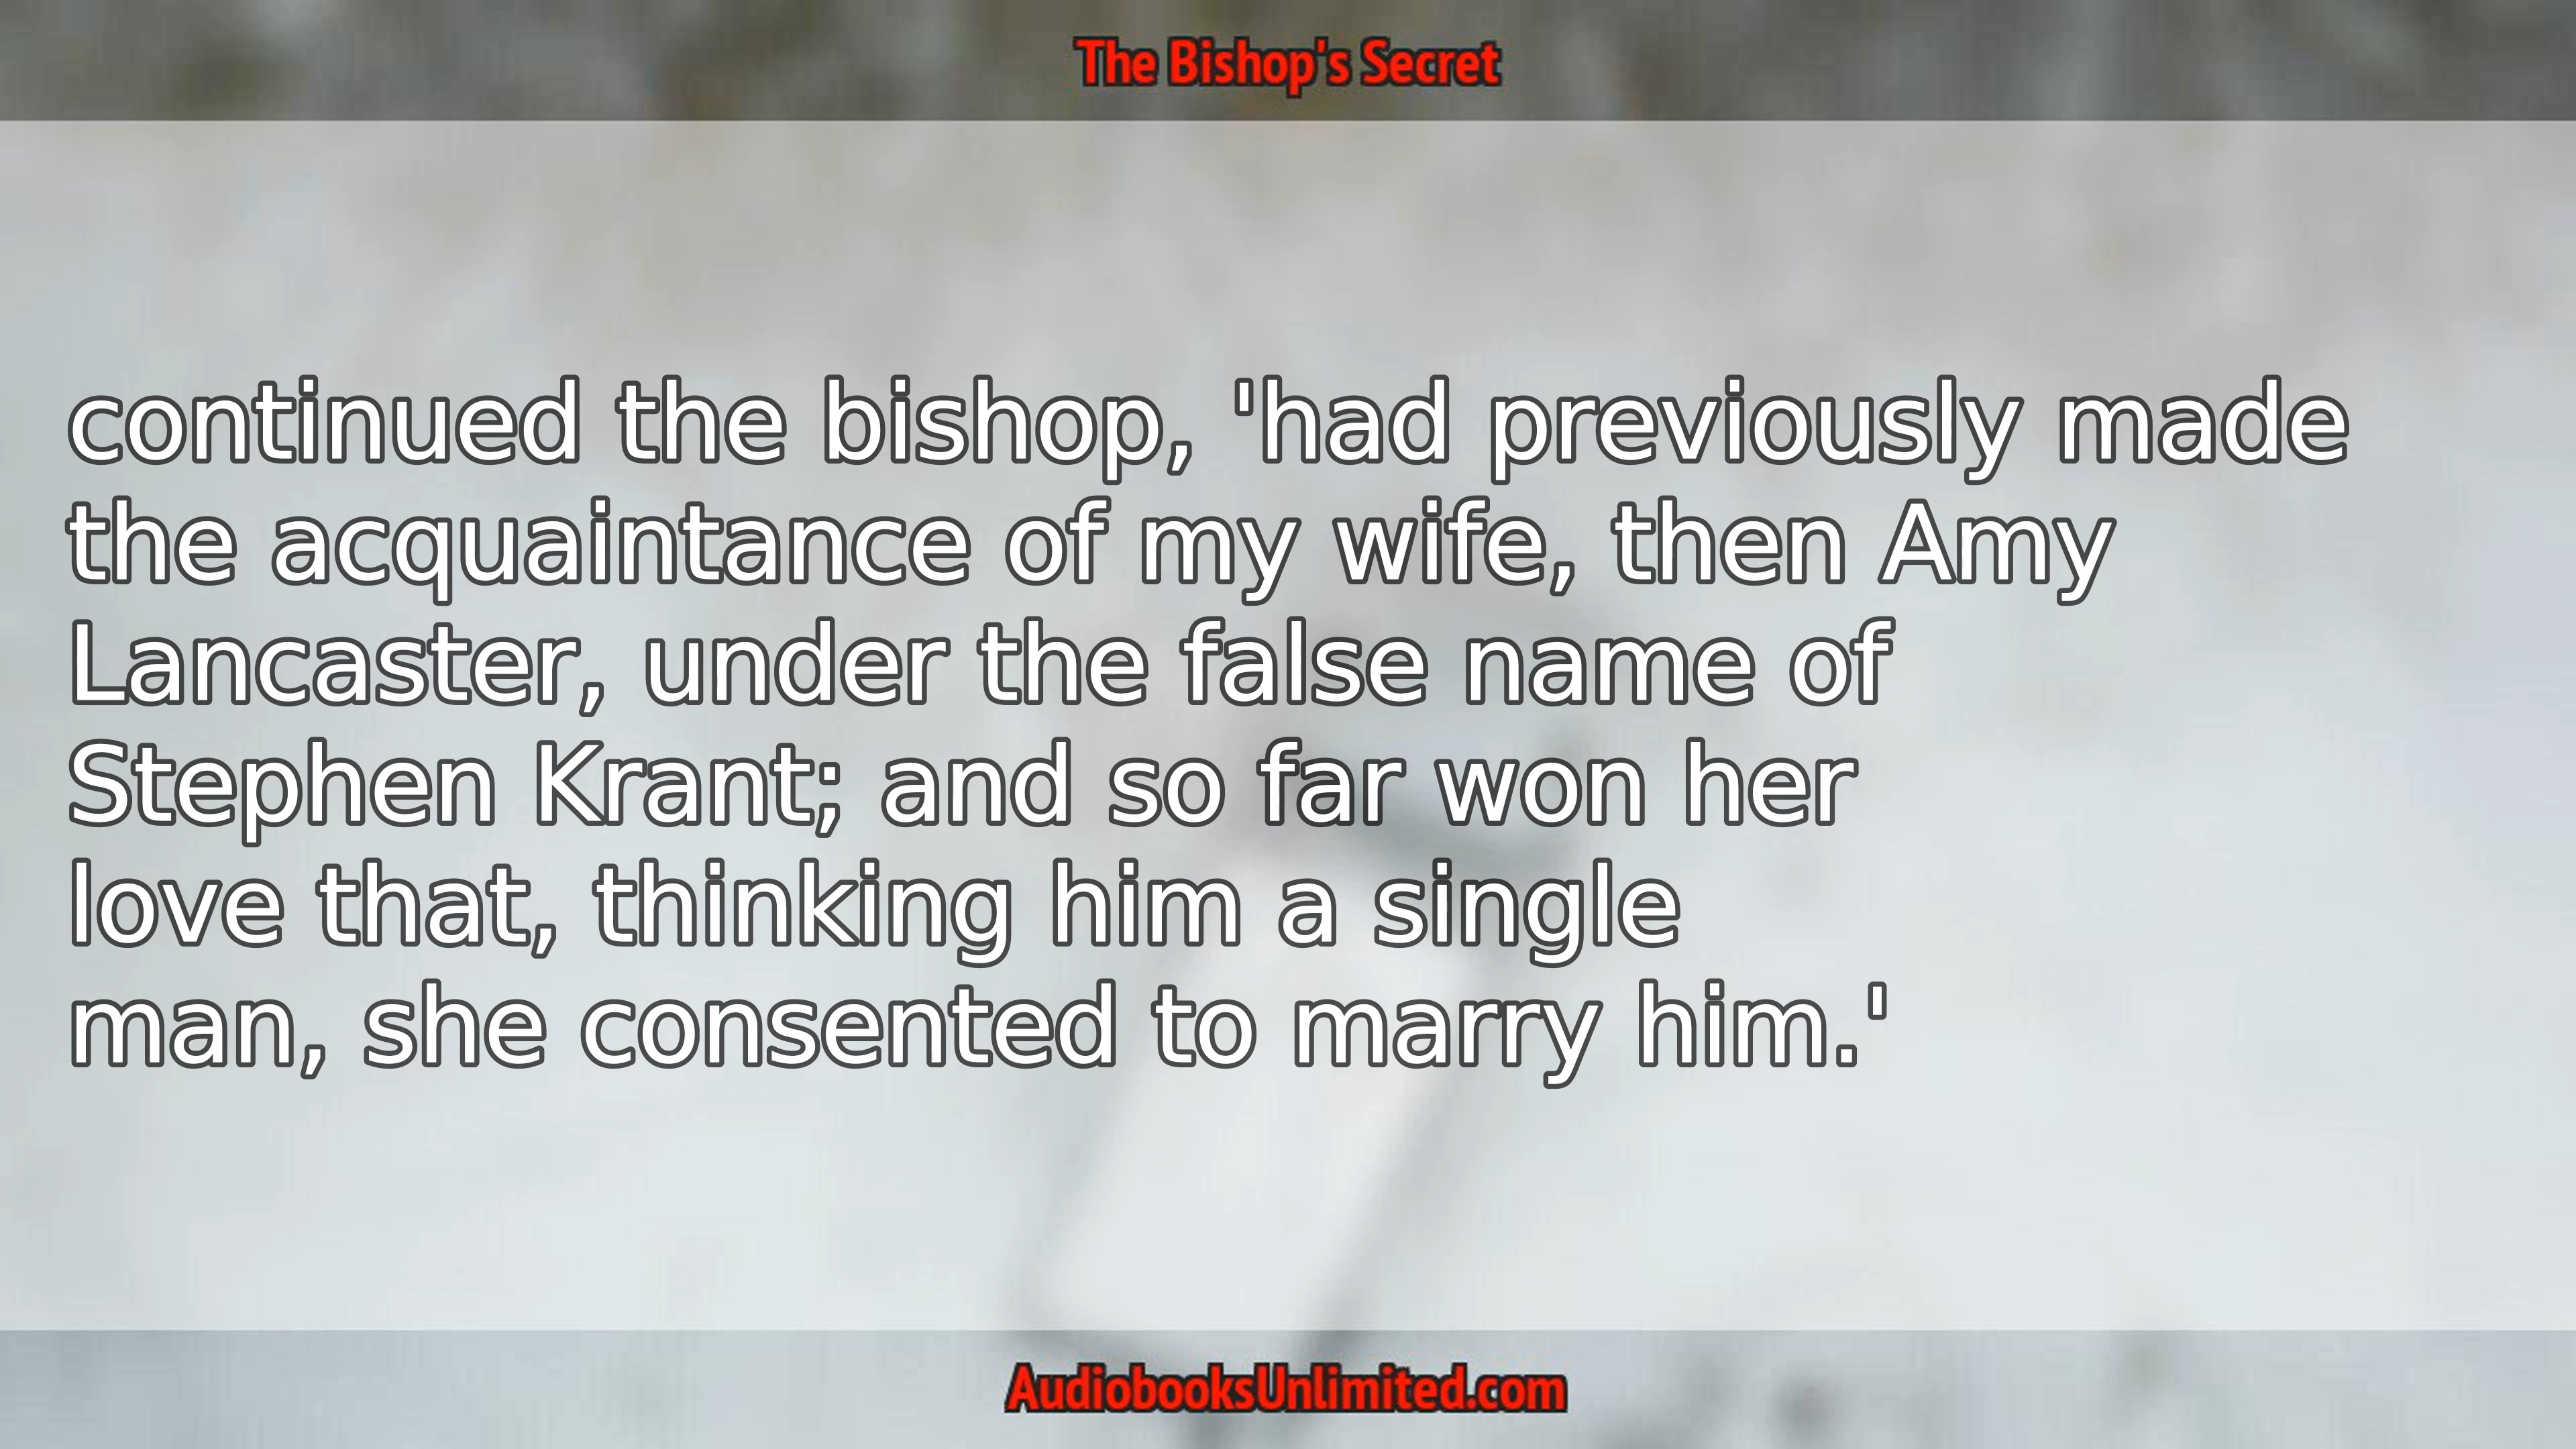 The Bishop's Secret
continued the bishop, 'had previously made
the acquaintance of my wife, then Amy
Lancaster, under the false name of
Stephen Krant; and so far won her
love that, thinking him a single
man, she consented to marry him.'
AudiobooksUnlimited.com